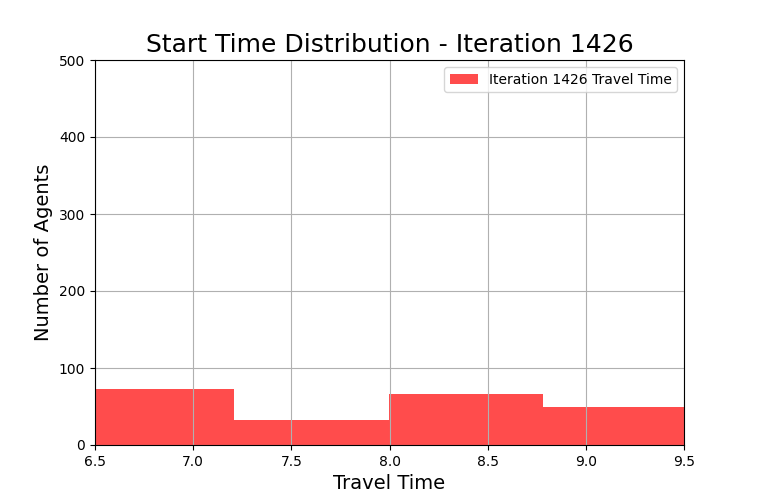 Start Time Distribution - Iteration 1426
500
400
300
200
100
0
Number of Agents
Iteration 1426 Travel Time
6.5 7.0 7.5 8.0 8.5 9.0 9.5
Travel Time